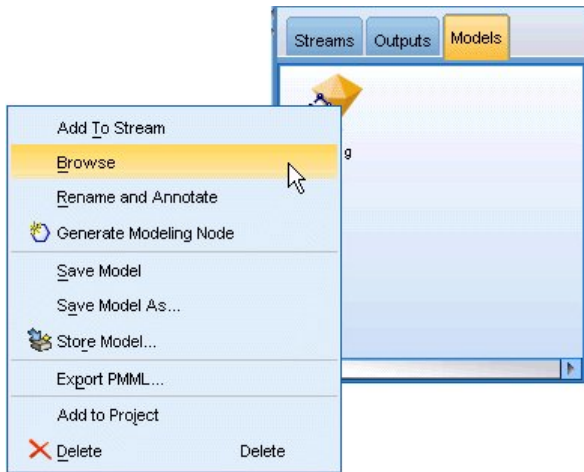 Streams Outputs Models
g
Add To Stream
Browse
Rename and Annotate
Generate Modeling Node
Save Model
Save Model As...
Store Model...
Export PMML...
Add to Project
Delete Delete